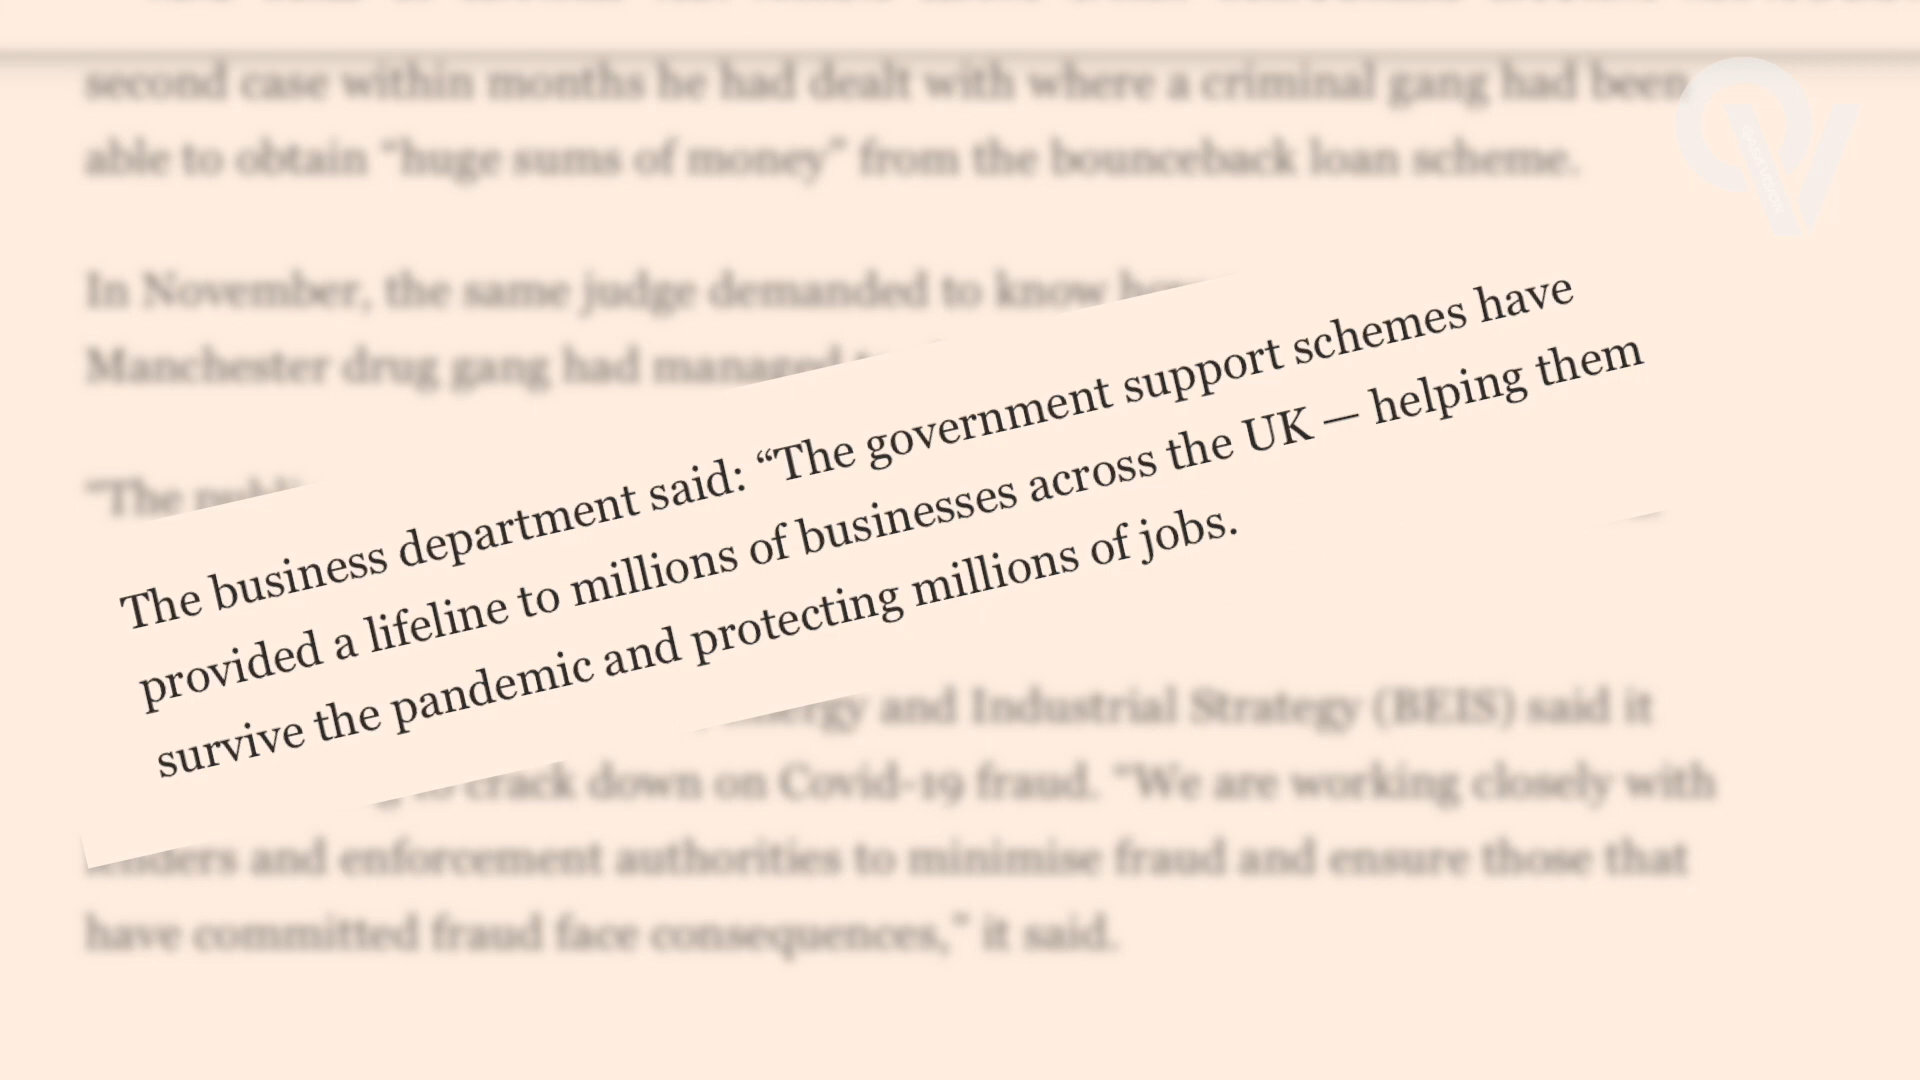 second case within months he had dealt with where a criminal gang had been
able to obtain “huge sums of money” from the bounceback loan scheme.
In November, the same judge demanded to know
Manchester drug gang had
“The
The business department said: “The government support schemes have
provided a lifeline to millions of businesses across the UK — helping them
survive the pandemic and protecting millions of jobs.
and Industrial Strategy (BEIS) said it
to crack down on Covid-19 fraud. “We are working closely with
and enforcement authorities to minimise fraud and ensure those that
have committed fraud face consequences,” it said.